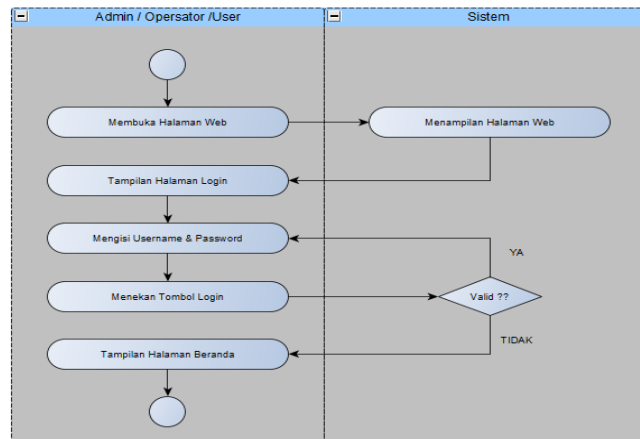 Admin / Opersator /User
Sistem
Membuka Halaman Web
Menampilan Halaman Web
Tampilan Halaman Login
Mengisi Username & Password
YA
Menekan Tombol Login
Valid ??
TIDAK
Tampilan Halaman Beranda